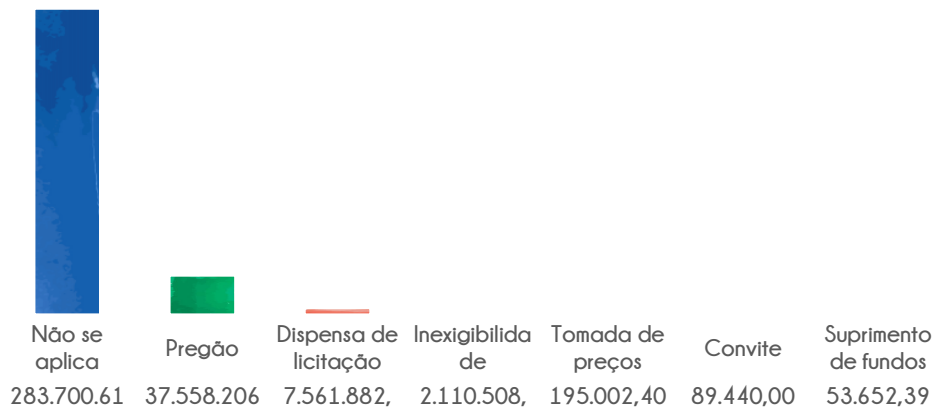 Não se aplica
Pregão
Dispensa de licitação
Inexigibilida de
Tomada de preços
Convite
Suprimento de fundos
283.700.61 37.558.206 7.561.882, 2.110.508, 195.002,40 89.440,00 53.652,39